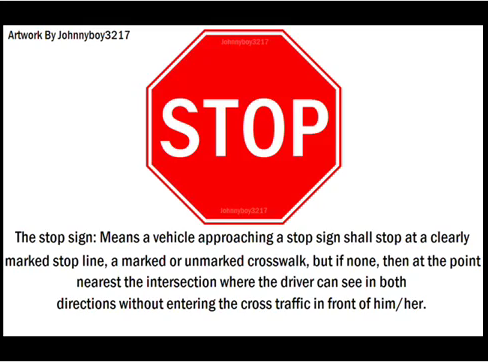 Artwork By Johnnyboy3217
Johnnyboy3217
STOP
Johnnyboy3217
The stop sign: Means a vehicle approaching a stop sign shall stop at a clearly
marked stop line, a marked or unmarked crosswalk, but if none, then at the point
nearest the intersection where the driver can see in both
directions without entering the cross traffic in front of him/her.